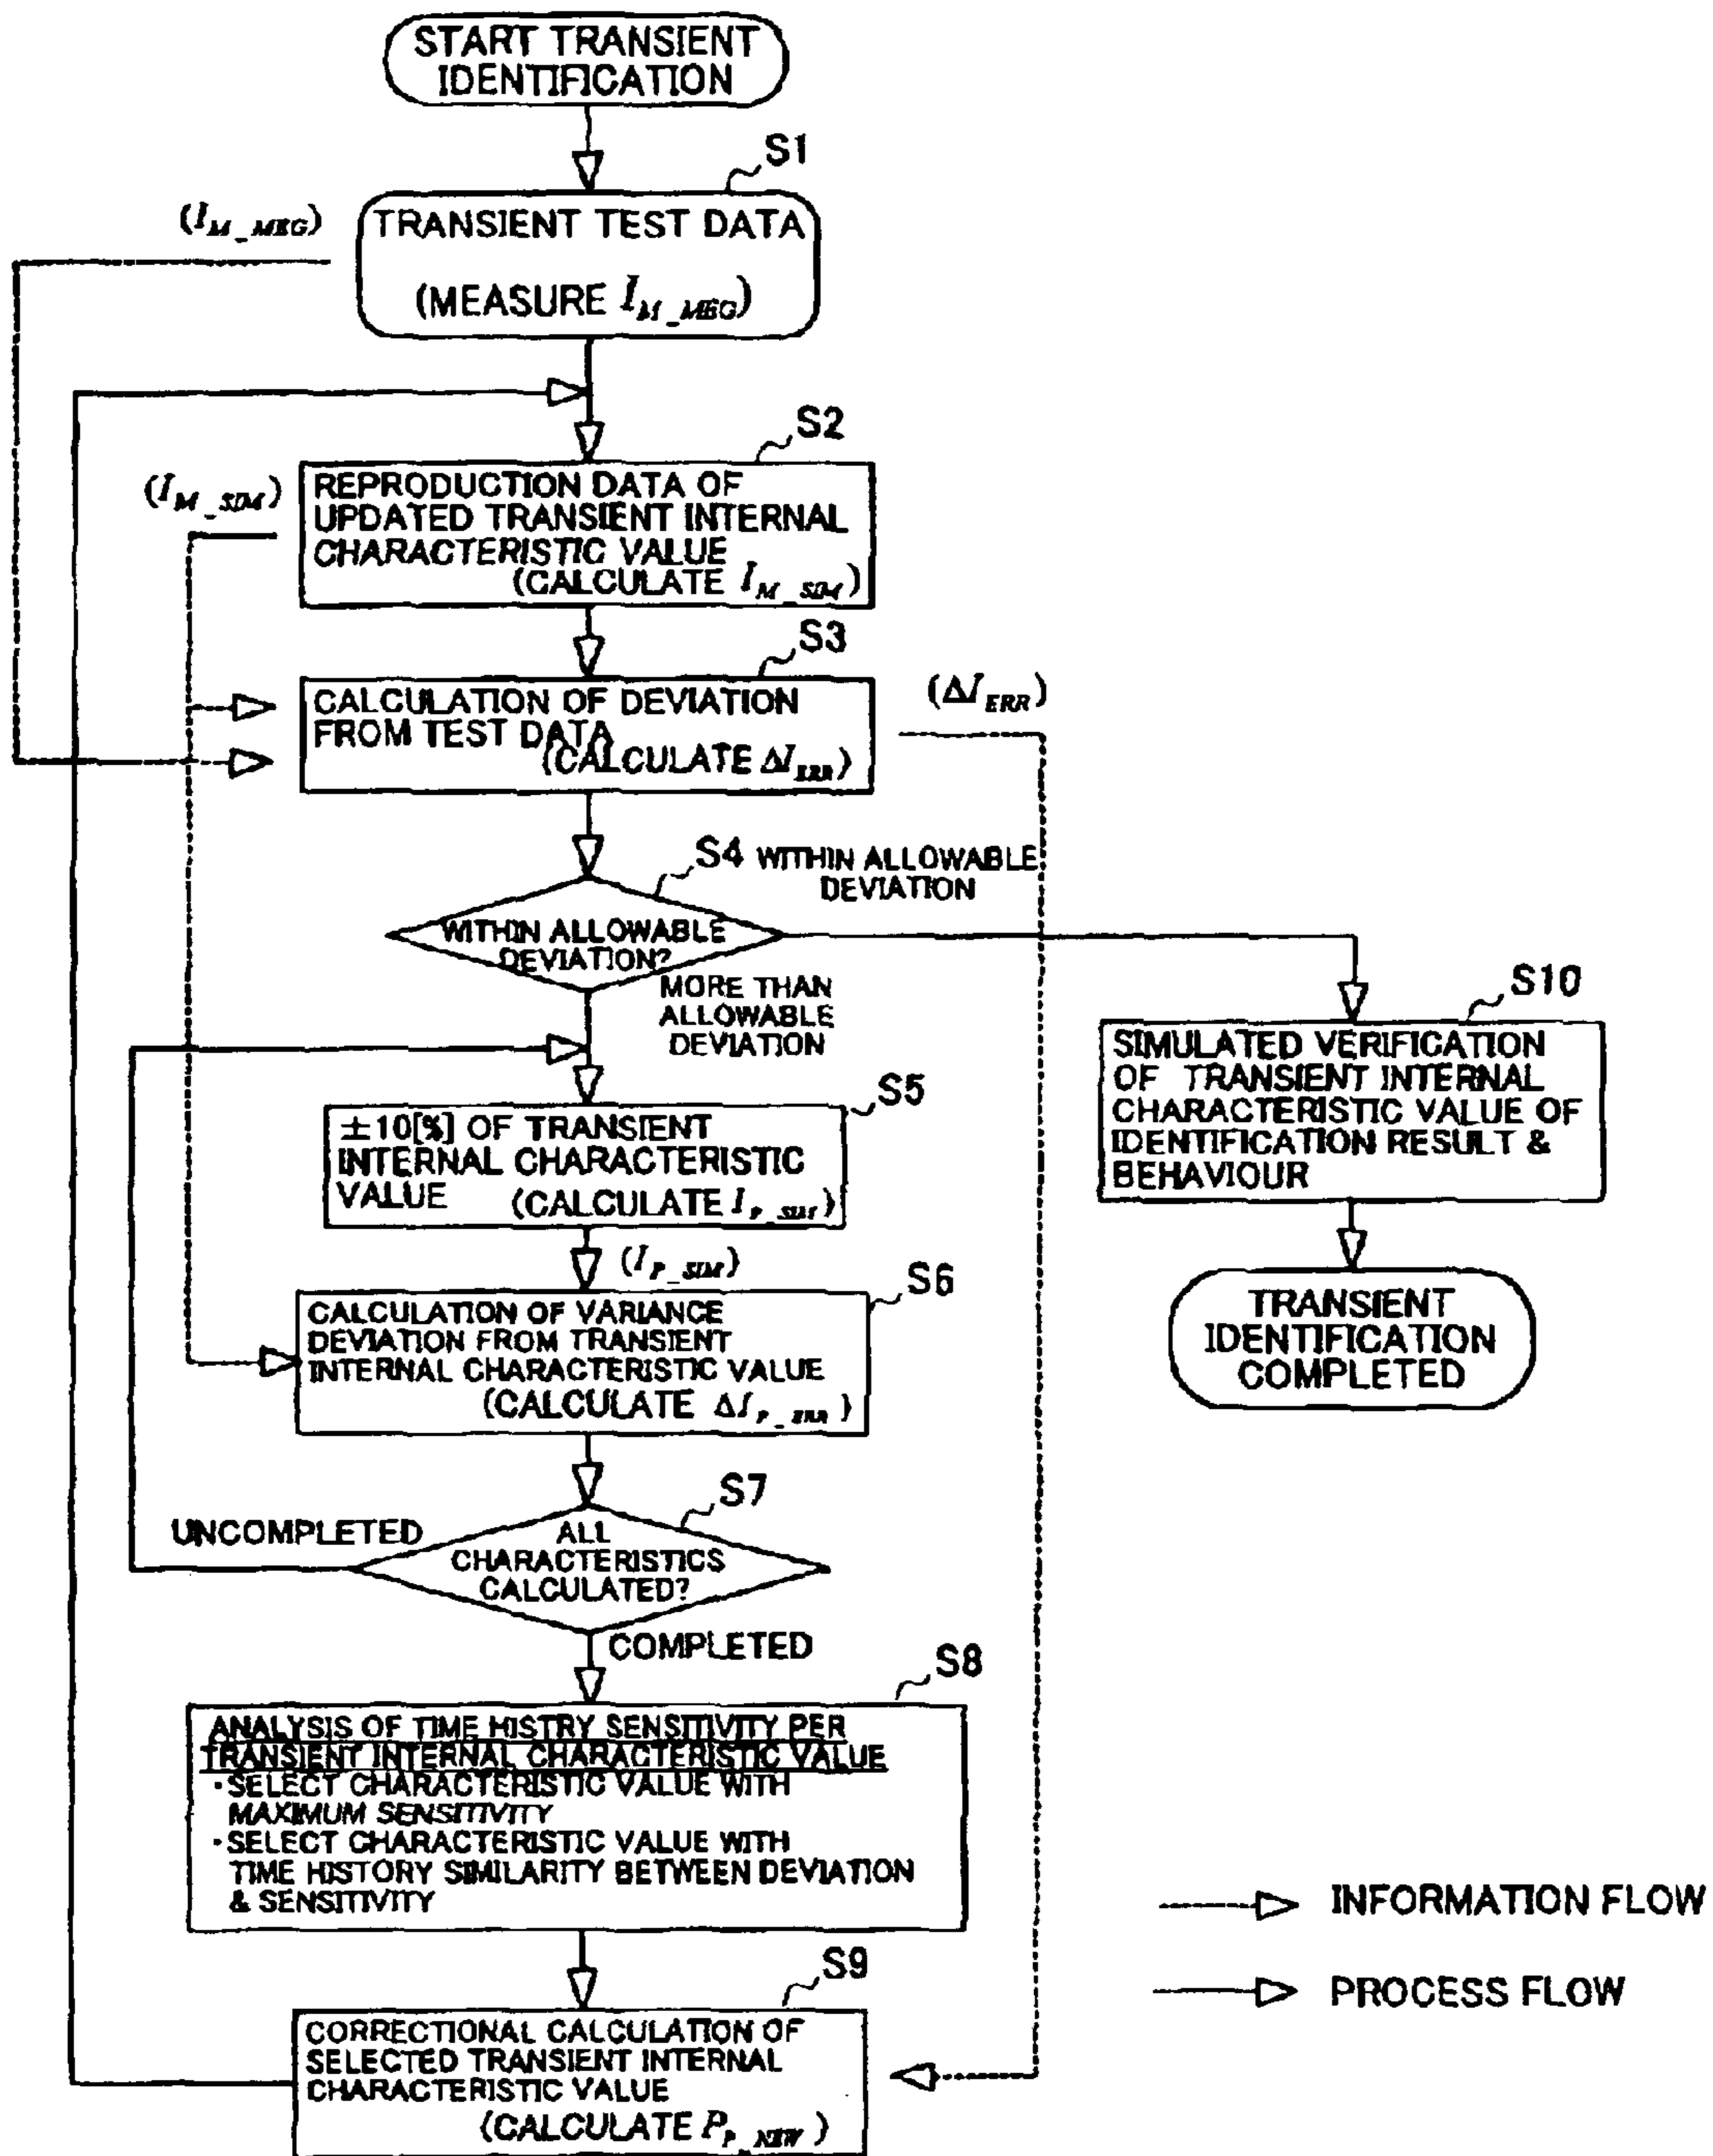 START TRANSIENT
IDENTIFICATION
S1
(I_M_MEG)
TRANSIENT TEST DATA
(MEASURE I_M_MEG)
S2
(I_M_SIM)
REPRODUCTION DATA OF
UPDATED TRANSIENT INTERNAL
CHARACTERISTIC VALUE
(CALCULATE I_M_SIM)
S3
CALCULATION OF DEVIATION
FROM TEST DATA
(CALCULATE ΔI_ERR)
(ΔI_ERR)
S4
WITHIN ALLOWABLE
DEVIATION
WITHIN ALLOWABLE
DEVIATION?
MORE THAN
ALLOWABLE
DEVIATION
S5
±10[%] OF TRANSIENT
INTERNAL CHARACTERISTIC
VALUE (CALCULATE I_P_SIM)
(I_P_SIM)
S6
CALCULATION OF VARIANCE
DEVIATION FROM TRANSIENT
INTERNAL CHARACTERISTIC VALUE
(CALCULATE ΔI_P_ERR)
S7
UNCOMPLETED
ALL
CHARACTERISTICS
CALCULATED?
COMPLETED
S8
ANALYSIS OF TIME HISTRY SENSITIVITY PER
TRANSIENT INTERNAL CHARACTERISTIC VALUE
・SELECT CHARACTERISTIC VALUE WITH
MAXIMUM SENSITIVITY
・SELECT CHARACTERISTIC VALUE WITH
TIME HISTORY SIMILARITY BETWEEN DEVIATION
& SENSITIVITY
S9
CORRECTIONAL CALCULATION OF
SELECTED TRANSIENT INTERNAL
CHARACTERISTIC VALUE
(CALCULATE P_P_NEW)
S10
SIMULATED VERIFICATION
OF TRANSIENT INTERNAL
CHARACTERISTIC VALUE OF
IDENTIFICATION RESULT &
BEHAVIOUR
TRANSIENT
IDENTIFICATION
COMPLETED
INFORMATION FLOW
PROCESS FLOW